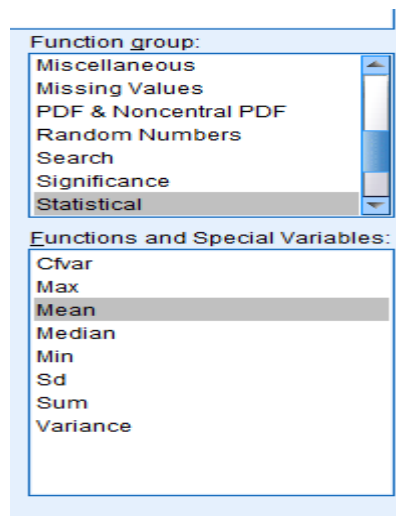 Function group:
Miscellaneous
Missing Values
PDF & Noncentral PDF
Random Numbers
Search
Significance
Statistical
Functions and Special Variables:
Cfvar
Max
Mean
Median
Min
Sd
Sum
Variance